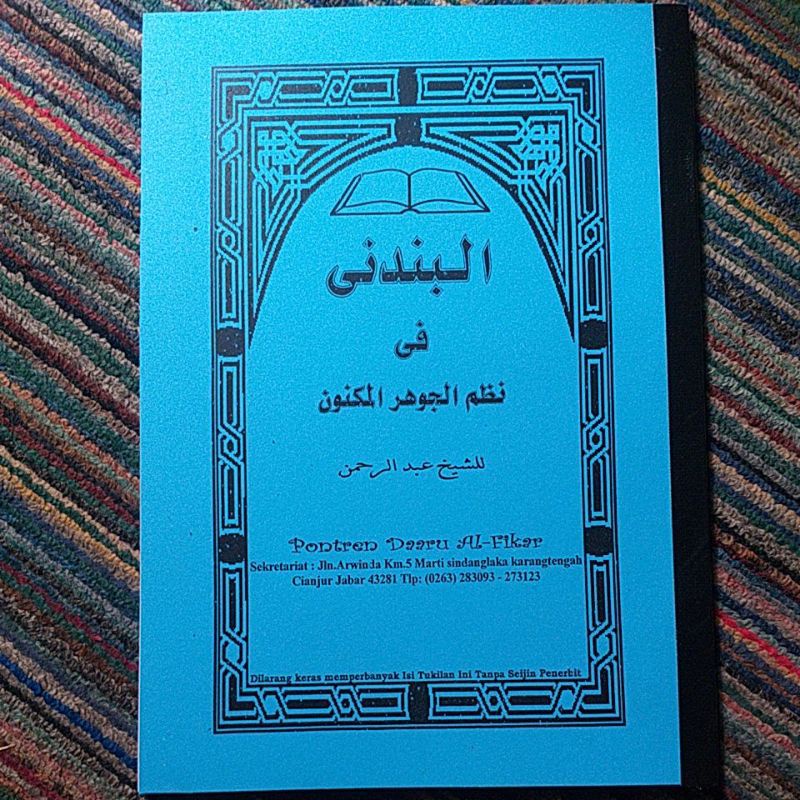 البندنى
فى
نظم الجوهر المكنون
للشيخ عبد الرحمن
Pontren Daaru Al-Fikar
Sekretariat : Jln.Arwinda Km.5 Marti sindanglaka karangtengah
Cianjur Jabar 43281 Tlp: (0263) 283093 - 273123
Dilarang keras memperbanyak Isi Tukilan Ini Tanpa Seijin Penerbit